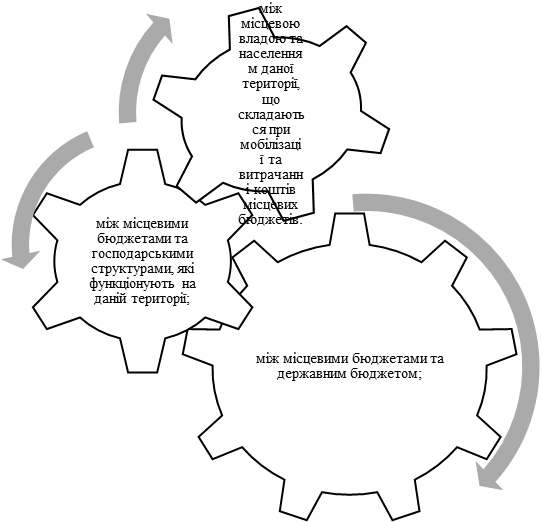 між
місцевою
владою та
населення
м даної
території,
що
складають
ся при
мобілізаці
ї та
витрачанн
і коштів
місцевих
бюджетів.
між місцевими
бюджетами та
господарськими
структурами, які
функціонують на
даній території;
між місцевими бюджетами та
державним бюджетом;